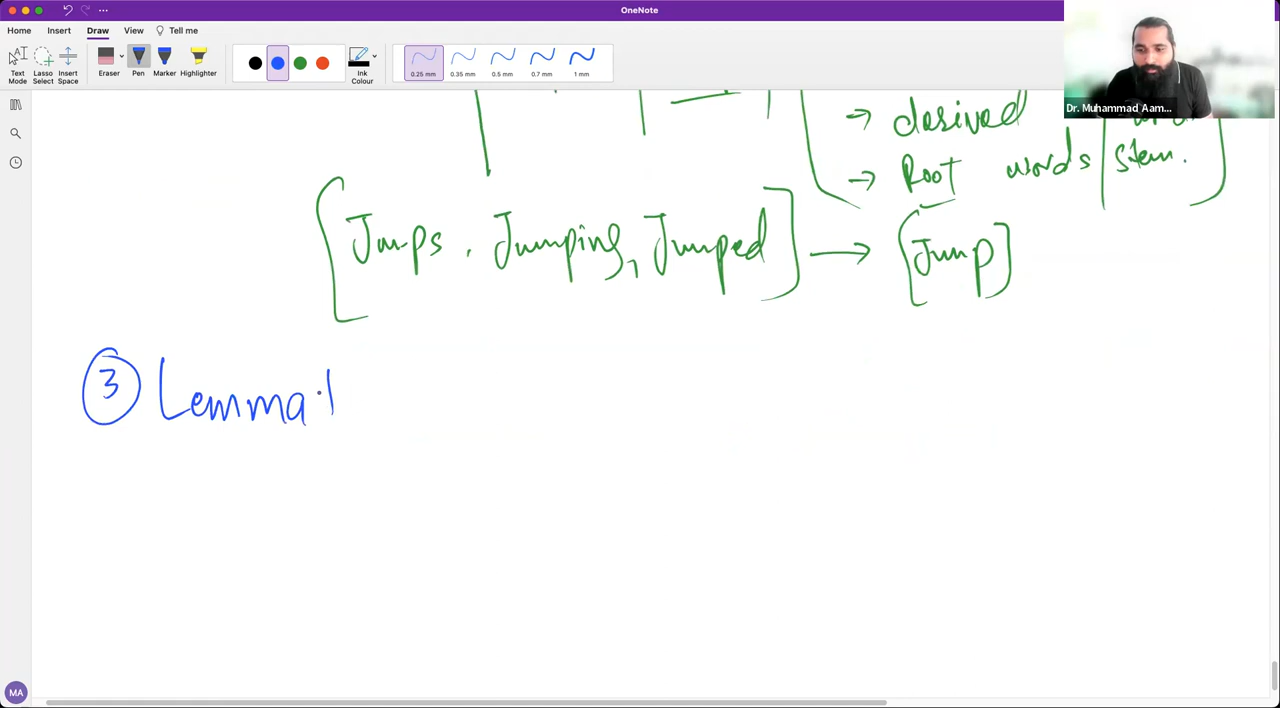 OneNote
Home Insert Draw View Tell me
Text Mode Lasso Select Insert Space Eraser Pen Marker Highlighter 0.25 mm 0.35 mm 0.5 mm 0.7 mm 1 mm Ink Colour
Dr. Muhammad Aam...
→ derived
→ Root words stem.
[Jumps, Jumping, Jumped] → [Jump]
③ Lemmat
MA